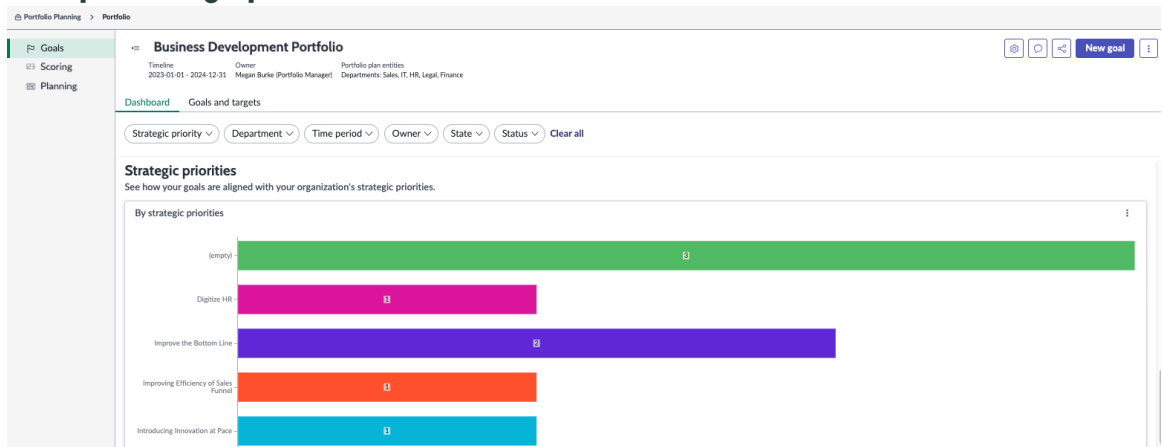 Portfolio Planning > Portfolio
Goals
Scoring
Planning
Business Development Portfolio
Timeline Owner Portfolio plan entities
2023-01-01 - 2024-12-31 Megan Burke (Portfolio Manager) Departments: Sales, IT, HR, Legal, Finance
New goal
Dashboard Goals and targets
Strategic priority Department Time period Owner State Status Clear all
Strategic priorities
See how your goals are aligned with your organization's strategic priorities.
By strategic priorities
(empty) 3
Digitize HR 1
Improve the Bottom Line 2
Improving Efficiency of Sales
Funnel 1
Introducing Innovation at Pace 1